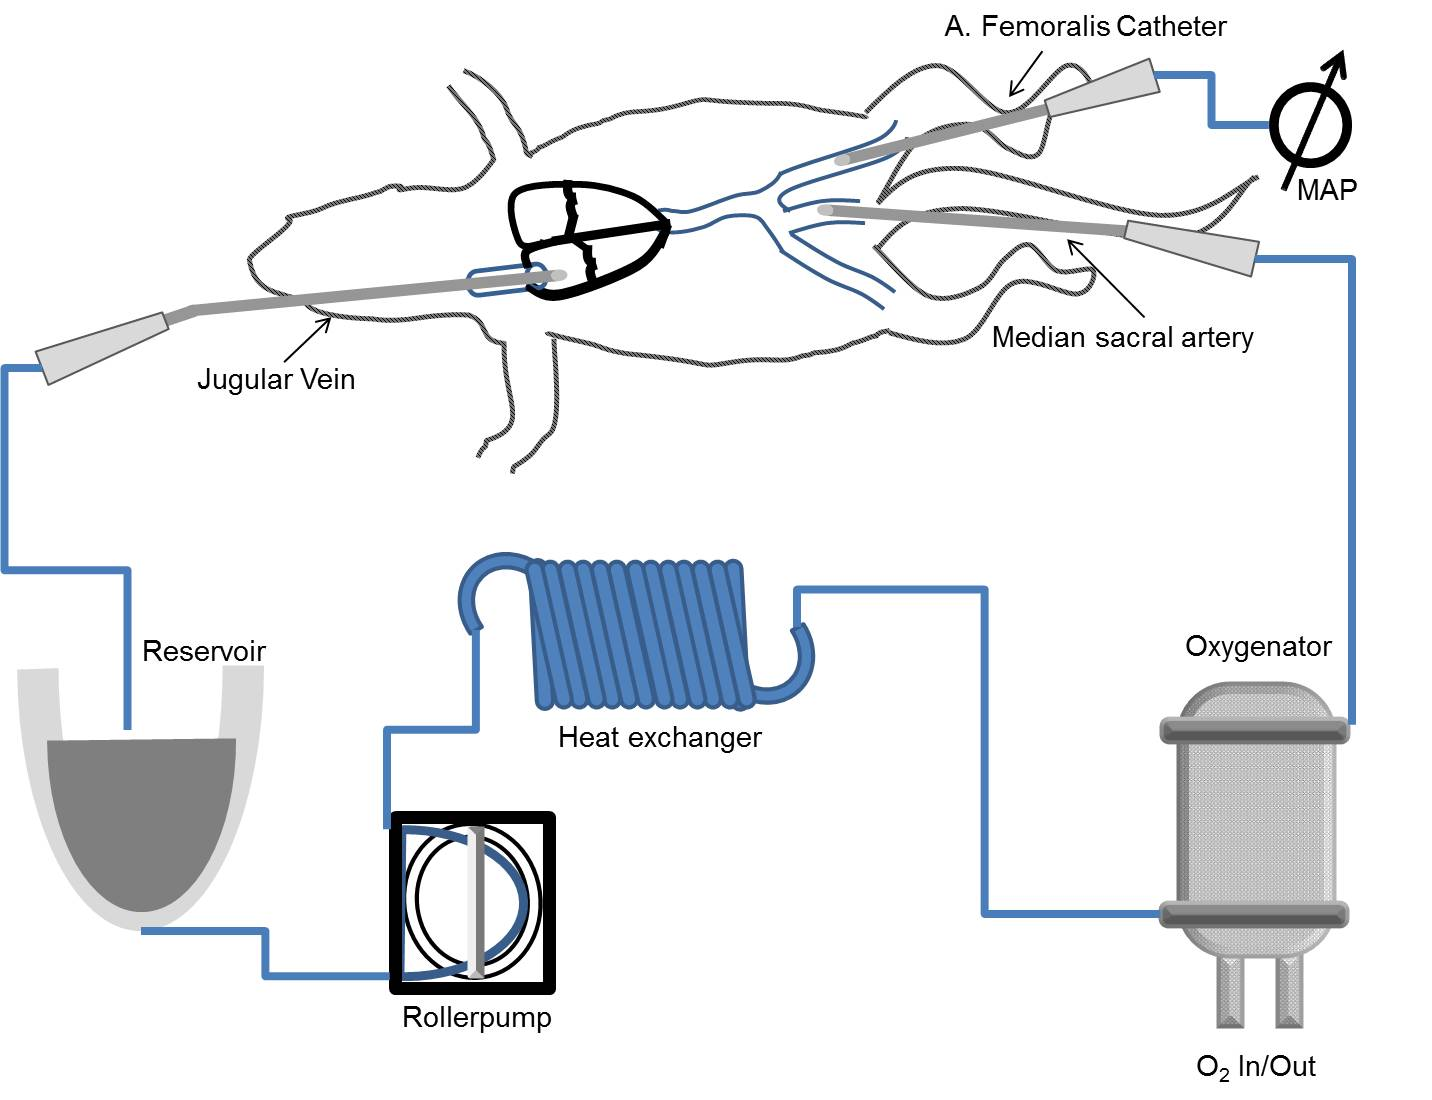 A. Femoralis Catheter
MAP
Median sacral artery
Jugular Vein
Reservoir
Oxygenator
Heat exchanger
Rollerpump
O₂ In/Out